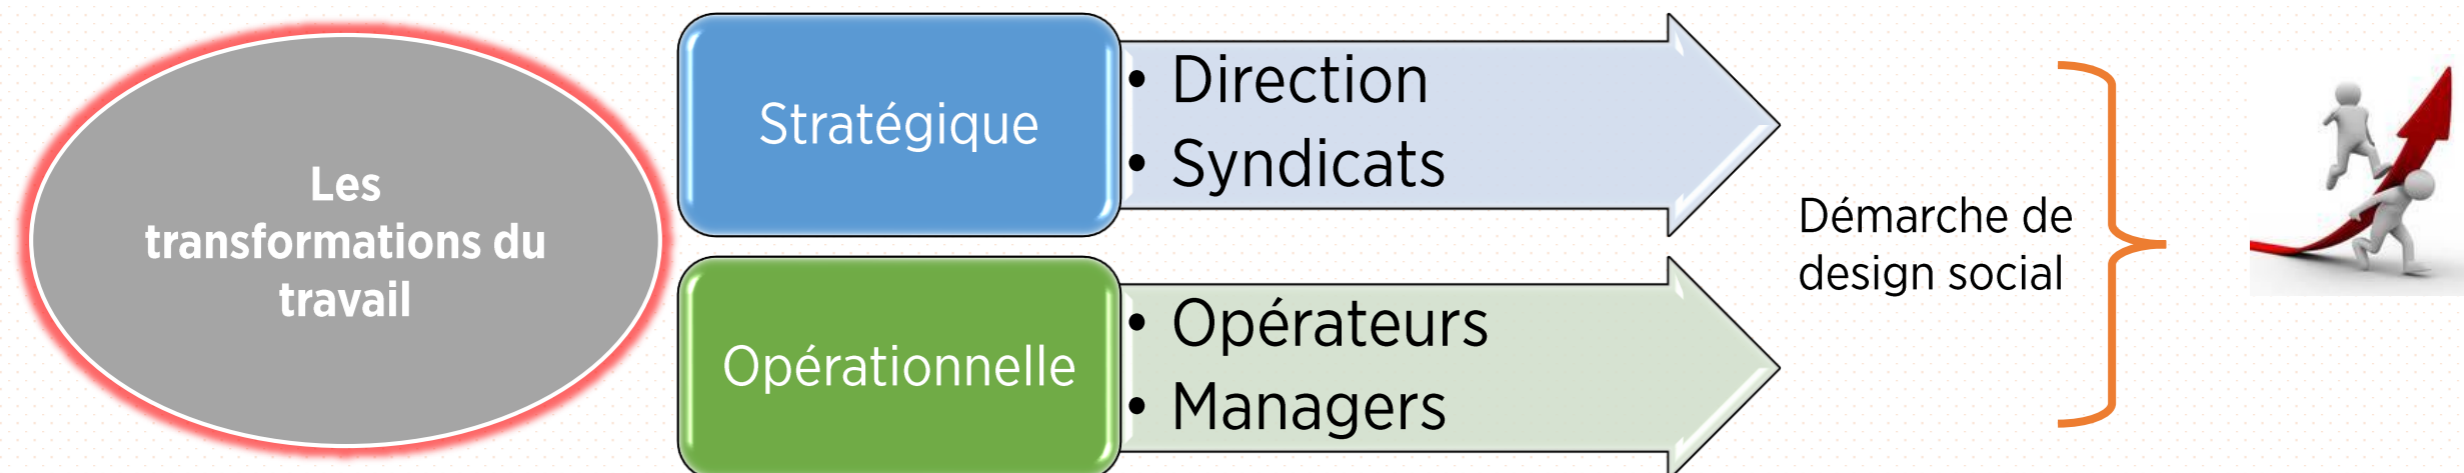 Les
transformations du
travail
Stratégique
• Direction
• Syndicats
Opérationnelle
• Opérateurs
• Managers
Démarche de
design social